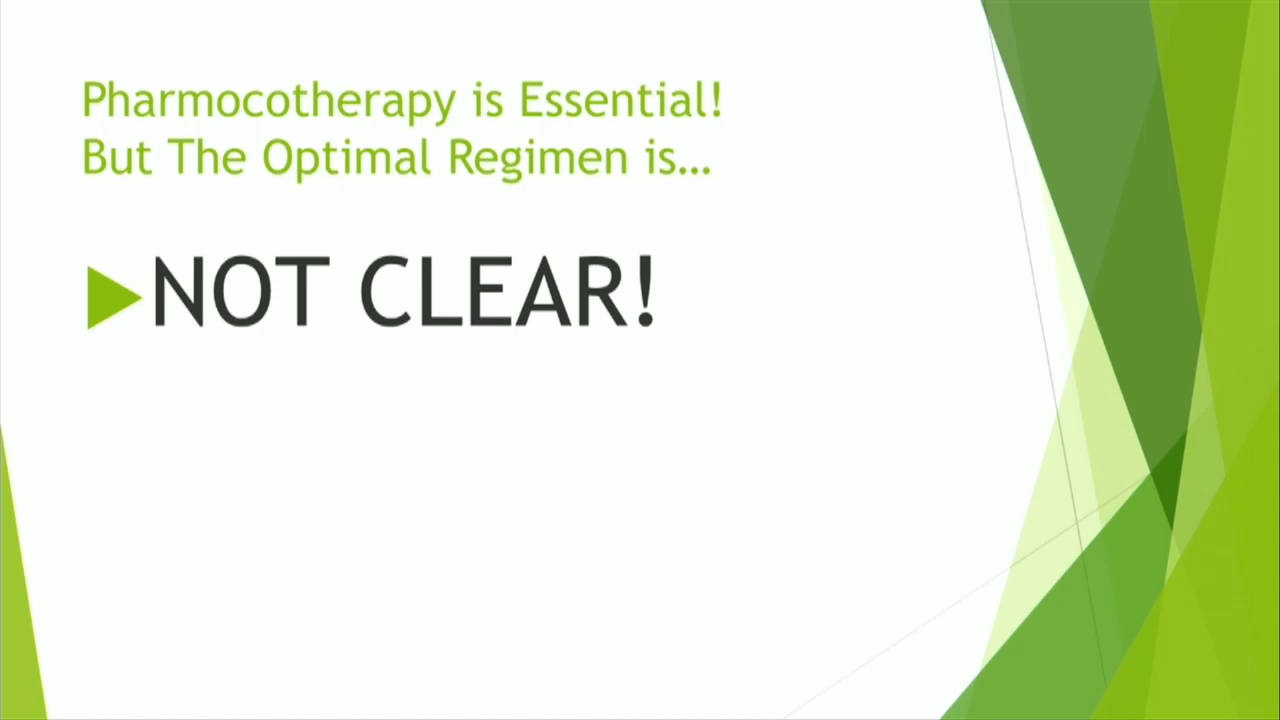 Pharmocotherapy is Essential!
But The Optimal Regimen is...
NOT CLEAR!